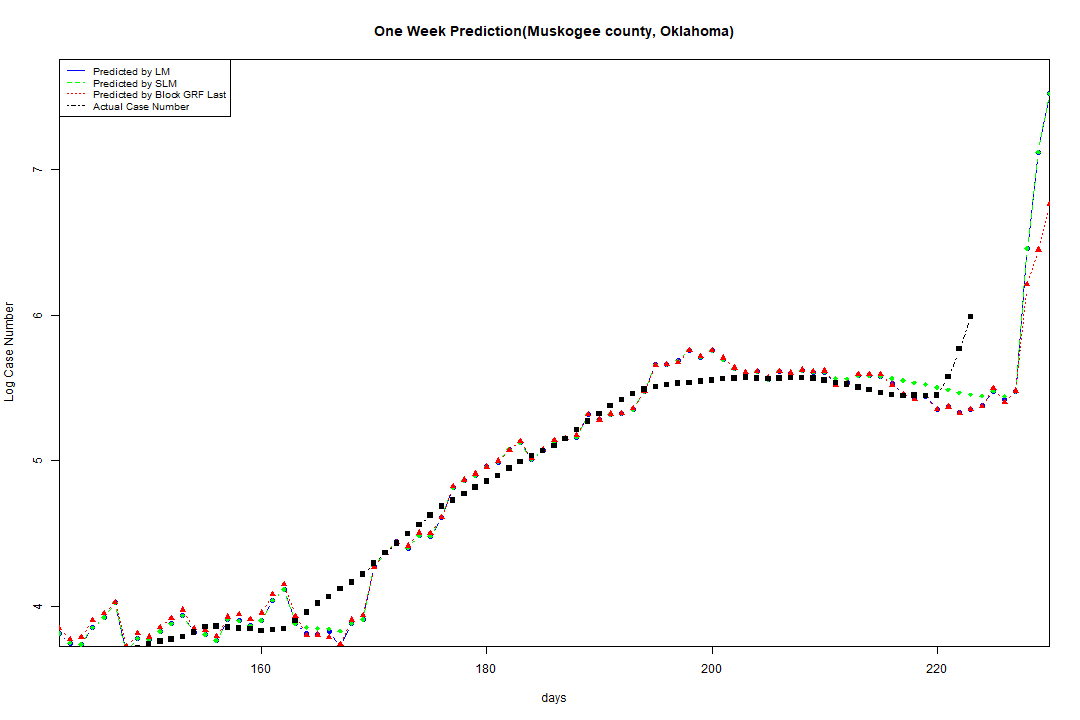 One Week Prediction(Muskogee county, Oklahoma)
Predicted by LM
Predicted by SLM
Predicted by Block GRF Last
Actual Case Number
Log Case Number
7
6
5
4
160 180 200 220
days